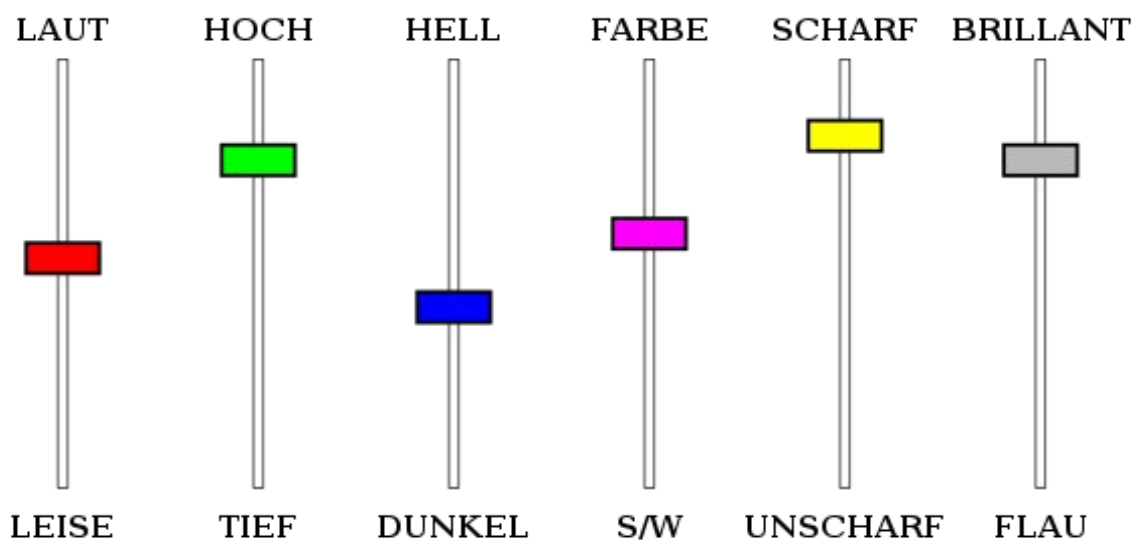 LAUT HOCH HELL FARBE SCHARF BRILLANT
LEISE TIEF DUNKEL S/W UNSCHARF FLAU